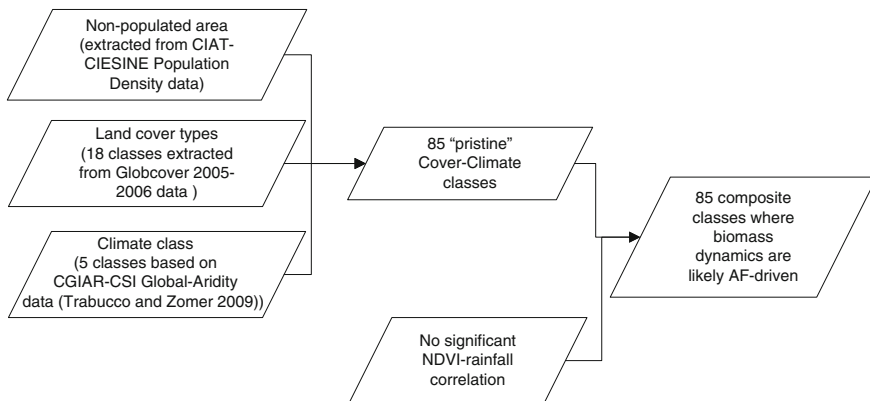 Non-populated area
(extracted from CIAT-
CIESINE Population
Density data)
Land cover types
(18 classes extracted
from Globcover 2005-
2006 data )
Climate class
(5 classes based on
CGIAR-CSI Global-Aridity
data (Trabucco and Zomer 2009))
85 “pristine”
Cover-Climate
classes
No significant
NDVI-rainfall
correlation
85 composite
classes where
biomass
dynamics are
likely AF-driven